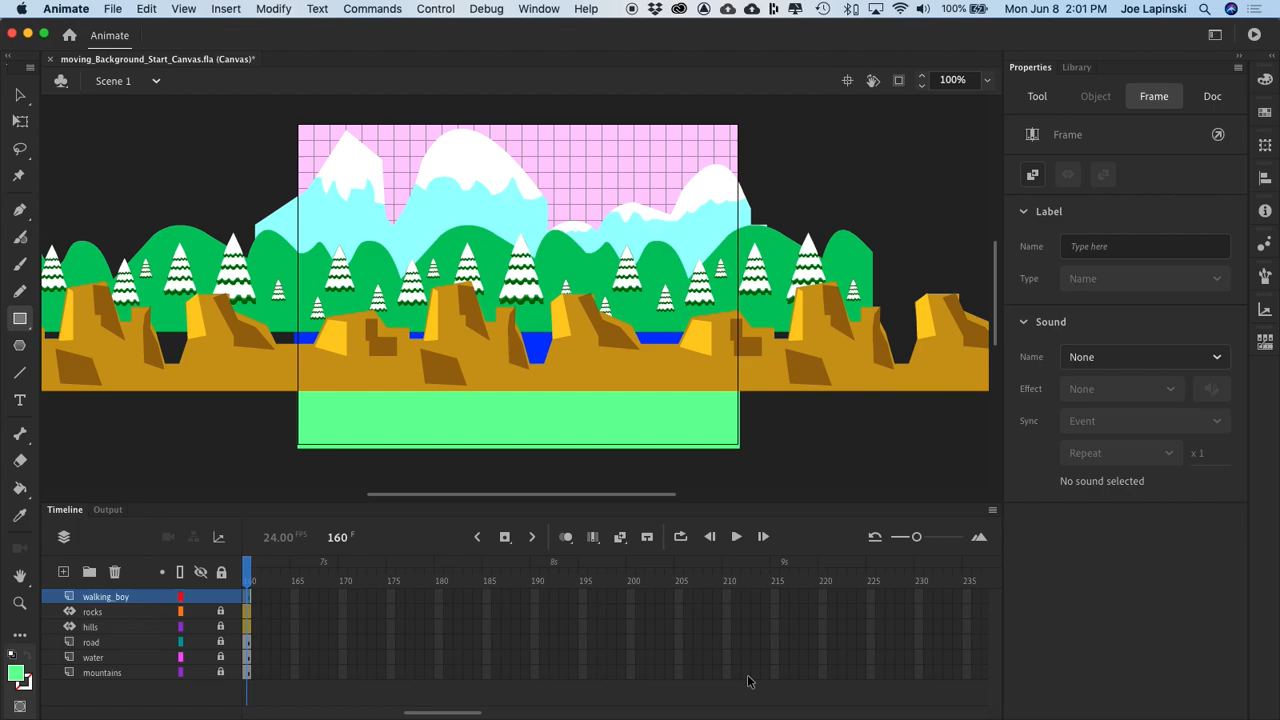 Animate File Edit View Insert Modify Text Commands Control Debug Window Help 100% Mon Jun 8 2:01 PM Joe Lapinski
Animate
moving_Background_Start_Canvas.fla (Canvas)*
Scene 1 100%
Properties Library
Tool Object Frame Doc
Frame
Label
Name Type here
Type Name
Sound
Name None
Effect None
Sync Event
Repeat x 1
No sound selected
Timeline Output
24.00 FPS 160 F
7s 8s 9s
160 165 170 175 180 185 190 195 200 205 210 215 220 225 230 235
walking_boy
rocks
hills
road
water
mountains